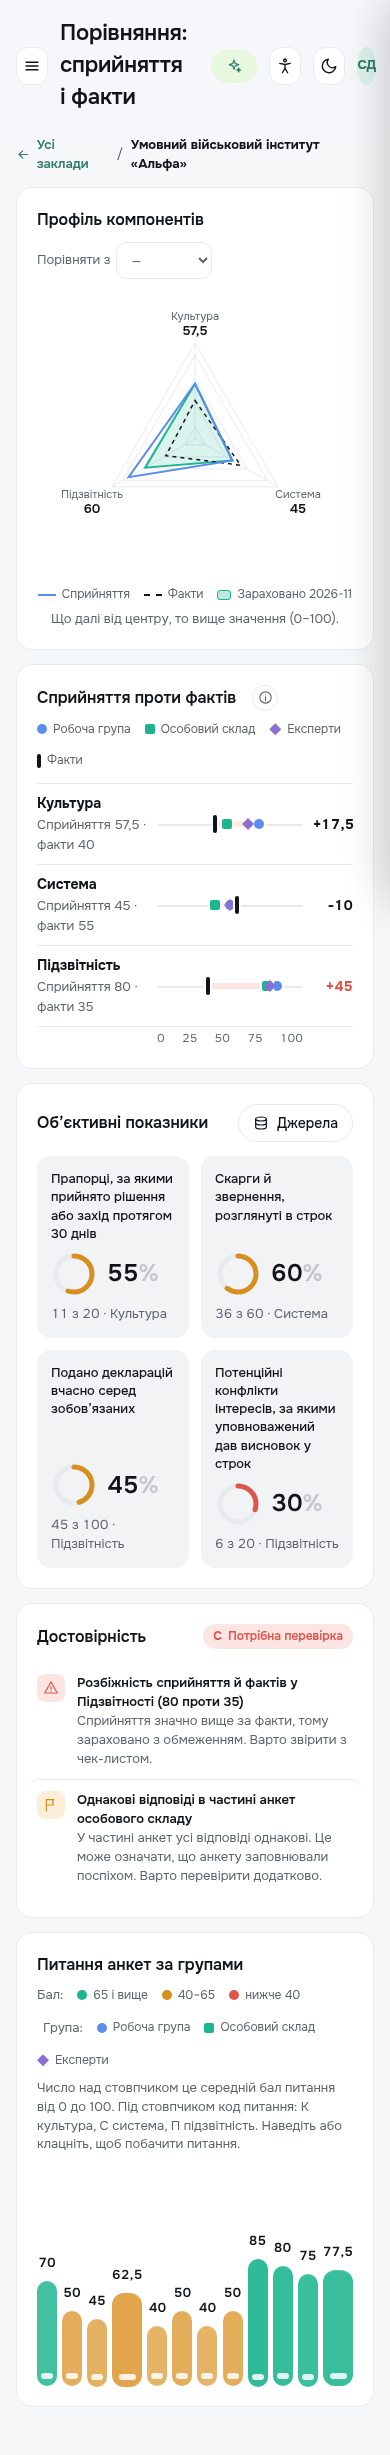 Порівняння:
сприйняття
і факти
СД
← Усі
заклади
/
Умовний військовий інститут
«Альфа»
Профіль компонентів
Порівняти з
—
Культура
57,5
Підзвітність
60
Система
45
Сприйняття
Факти
Зараховано 2026-11
Що далі від центру, то вище значення (0–100).
Сприйняття проти фактів
Робоча група
Особовий склад
Експерти
Факти
Культура
Сприйняття 57,5 ·
факти 40
+17,5
Система
Сприйняття 45 ·
факти 55
-10
Підзвітність
Сприйняття 80 ·
факти 35
+45
0 25 50 75 100
Об’єктивні показники
Джерела
Прапорці, за якими
прийнято рішення
або захід протягом
30 днів
55%
11 з 20 · Культура
Скарги й
звернення,
розглянуті в строк
60%
36 з 60 · Система
Подано декларацій
вчасно серед
зобов’язаних
45%
45 з 100 ·
Підзвітність
Потенційні
конфлікти
інтересів, за якими
уповноважений
дав висновок у
строк
30%
6 з 20 · Підзвітність
Достовірність
C Потрібна перевірка
Розбіжність сприйняття й фактів у
Підзвітності (80 проти 35)
Сприйняття значно вище за факти, тому
зараховано з обмеженням. Варто звірити з
чек-листом.
Однакові відповіді в частині анкет
особового складу
У частині анкет усі відповіді однакові. Це
може означати, що анкету заповнювали
поспіхом. Варто перевірити додатково.
Питання анкет за групами
Бал:
65 і вище
40–65
нижче 40
Група:
Робоча група
Особовий склад
Експерти
Число над стовпчиком це середній бал питання
від 0 до 100. Під стовпчиком код питання: К
культура, С система, П підзвітність. Наведіть або
клацніть, щоб побачити питання.
70 50 45 62,5 40 50 40 50 85 80 75 77,5